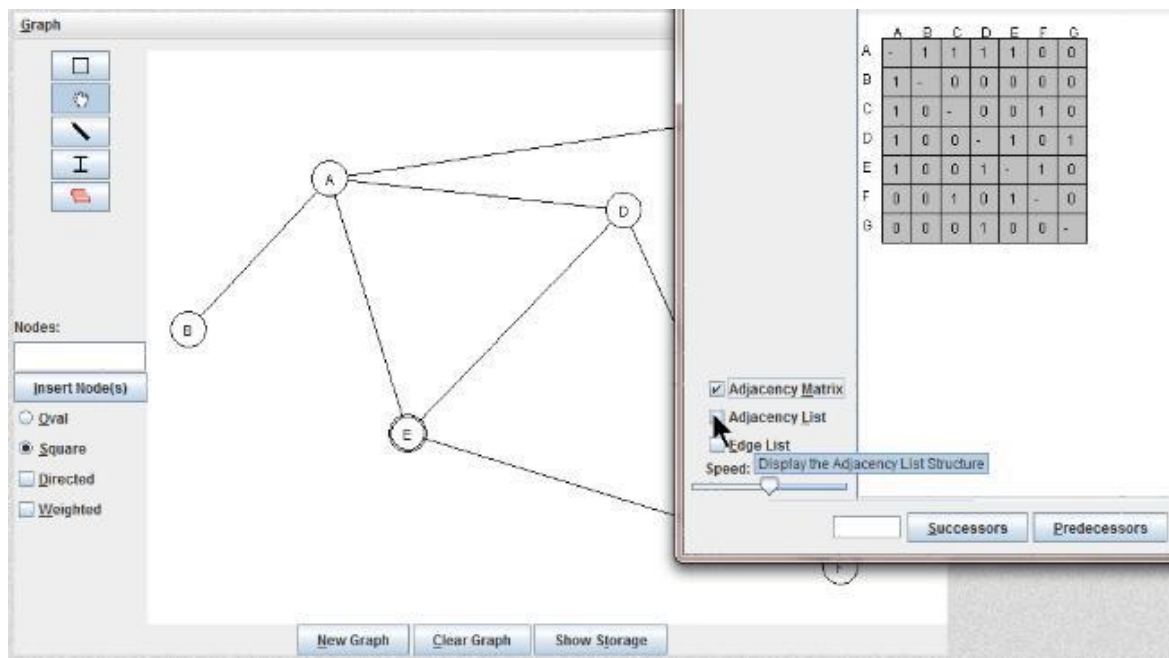 Graph
A B C D E F G
A - 1 1 1 1 0 0
B 1 - 0 0 0 0 0
C 1 0 - 0 0 1 0
D 1 0 0 - 1 0 1
E 1 0 0 1 - 1 0
F 0 0 1 0 1 - 0
G 0 0 0 1 0 0 -
A
D
B
E
Nodes:
Insert Node(s)
Oval
Square
Directed
Weighted
Adjacency Matrix
Adjacency List
Edge List
Display the Adjacency List Structure
Speed:
Successors
Predecessors
New Graph
Clear Graph
Show Storage